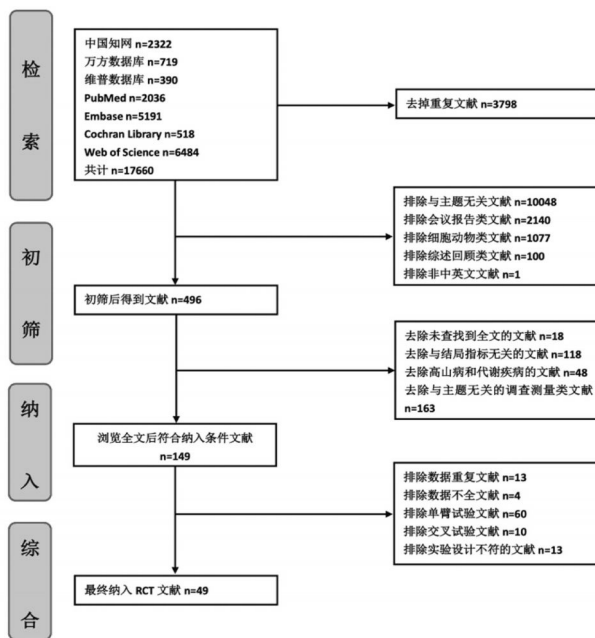 检
索
中国知网 n=2322
万方数据库 n=719
维普数据库 n=390
PubMed n=2036
Embase n=5191
Cochran Library n=518
Web of Science n=6484
共计 n=17660
去掉重复文献 n=3798
排除与主题无关文献 n=10048
排除会议报告类文献 n=2140
排除细胞动物类文献 n=1077
排除综述回顾类文献 n=100
排除非中英文文献 n=1
初
筛
初筛后得到文献 n=496
去除未查找到全文的文献 n=18
去除与结局指标无关的文献 n=118
去除高山病和代谢疾病的文献 n=48
去除与主题无关的调查测量类文献
n=163
纳
入
浏览全文后符合纳入条件文献
n=149
排除数据重复文献 n=13
排除数据不全文献 n=4
排除单臂试验文献 n=60
排除交叉试验文献 n=10
排除实验设计不符的文献 n=13
综
合
最终纳入 RCT 文献 n=49